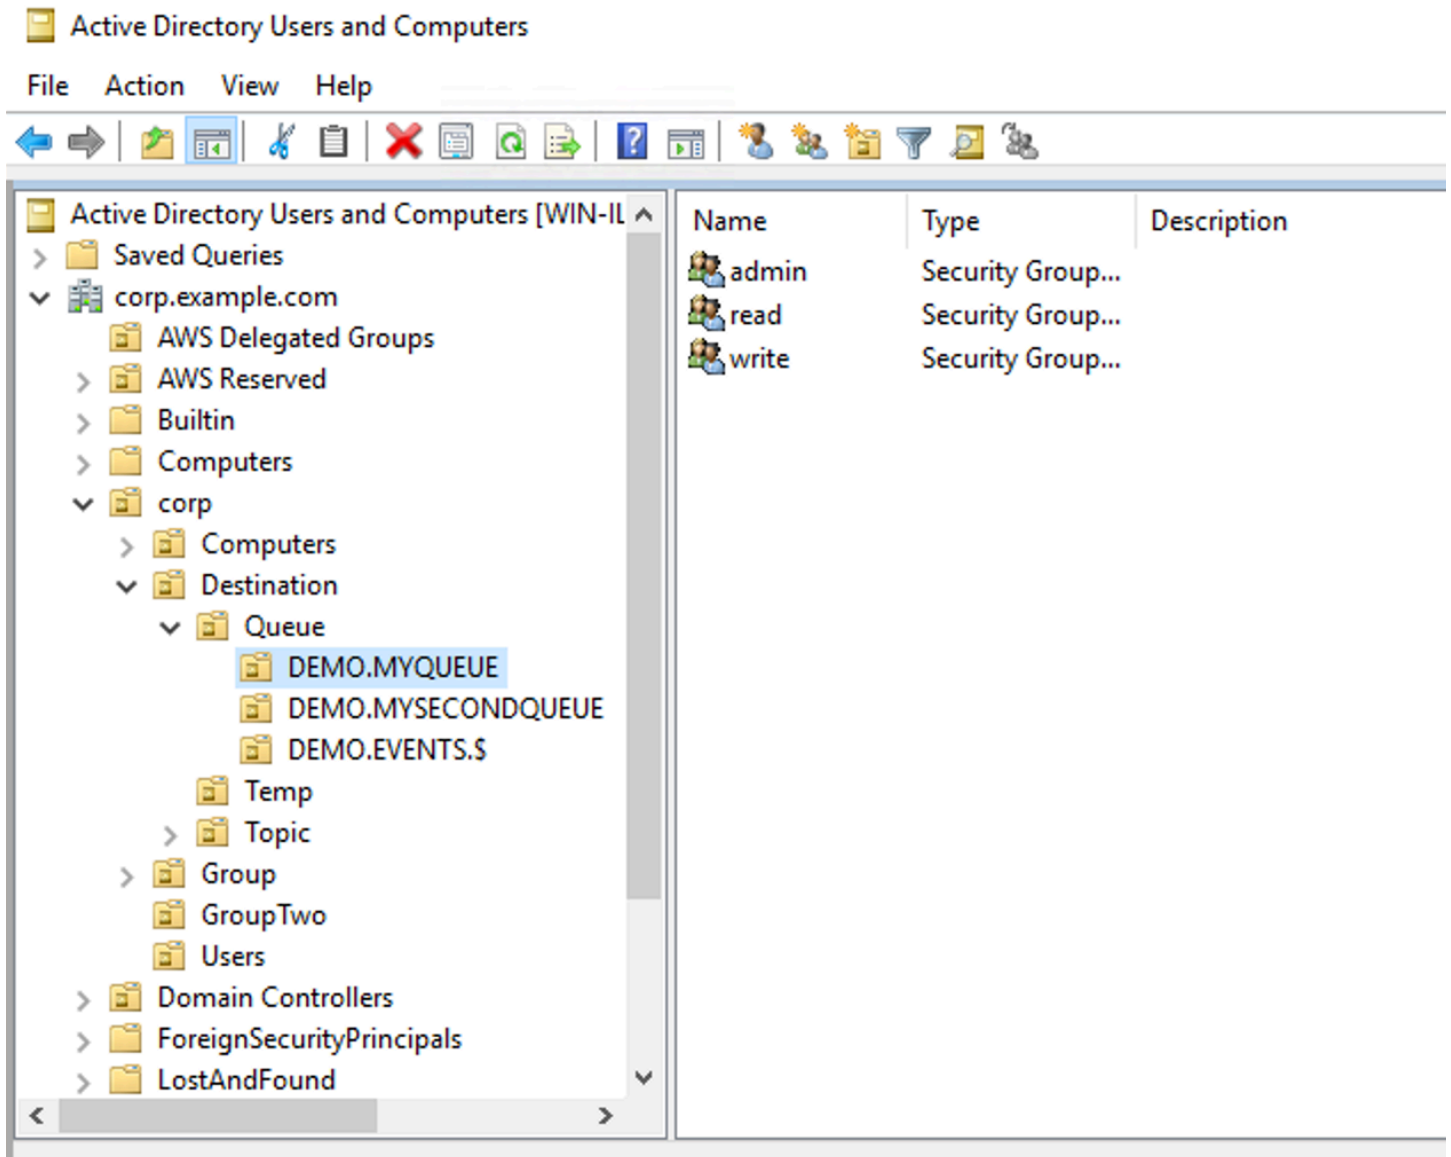 Active Directory Users and Computers
File Action View Help
Active Directory Users and Computers [WIN-IL
Saved Queries
corp.example.com
AWS Delegated Groups
AWS Reserved
Builtin
Computers
corp
Computers
Destination
Queue
DEMO.MYQUEUE
DEMO.MYSECONDQUEUE
DEMO.EVENTS.$
Temp
Topic
Group
GroupTwo
Users
Domain Controllers
ForeignSecurityPrincipals
LostAndFound
Name Type Description
admin Security Group...
read Security Group...
write Security Group...